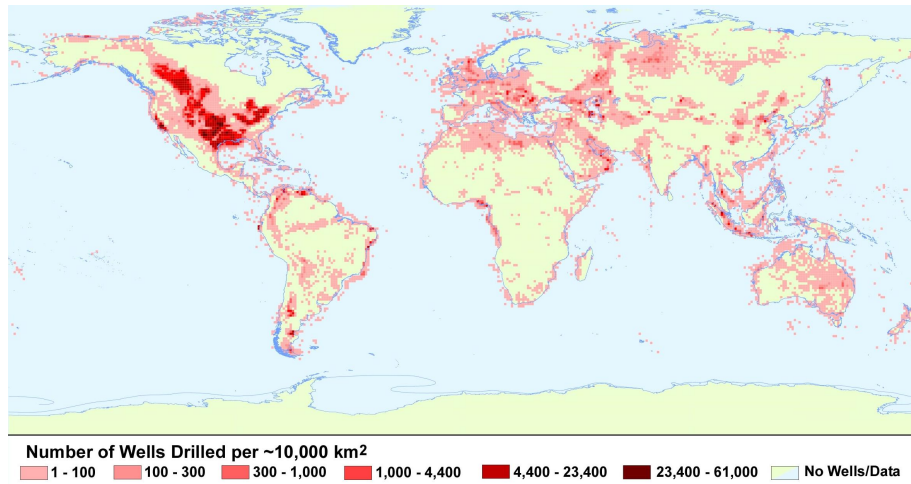 Number of Wells Drilled per ~10,000 km2
1 - 100 100 - 300 300 - 1,000 1,000 - 4,400 4,400 - 23,400 23,400 - 61,000 No Wells/Data